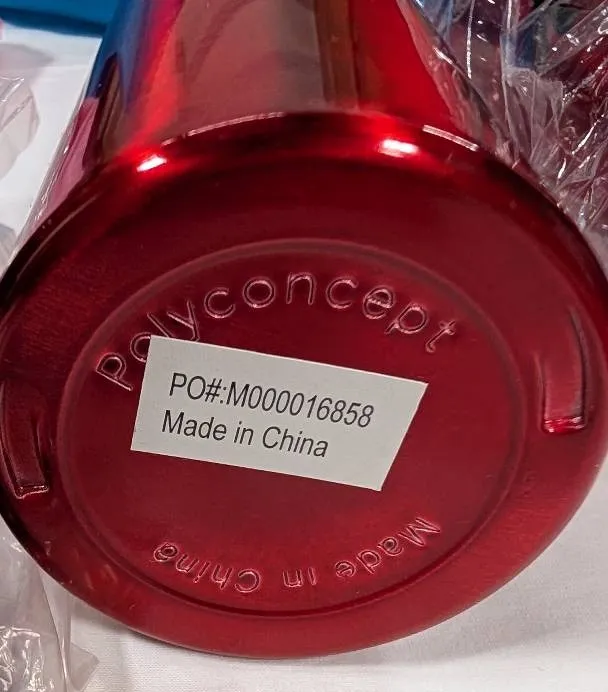 Polyconcept
PO#:M000016858
Made in China
Made in China